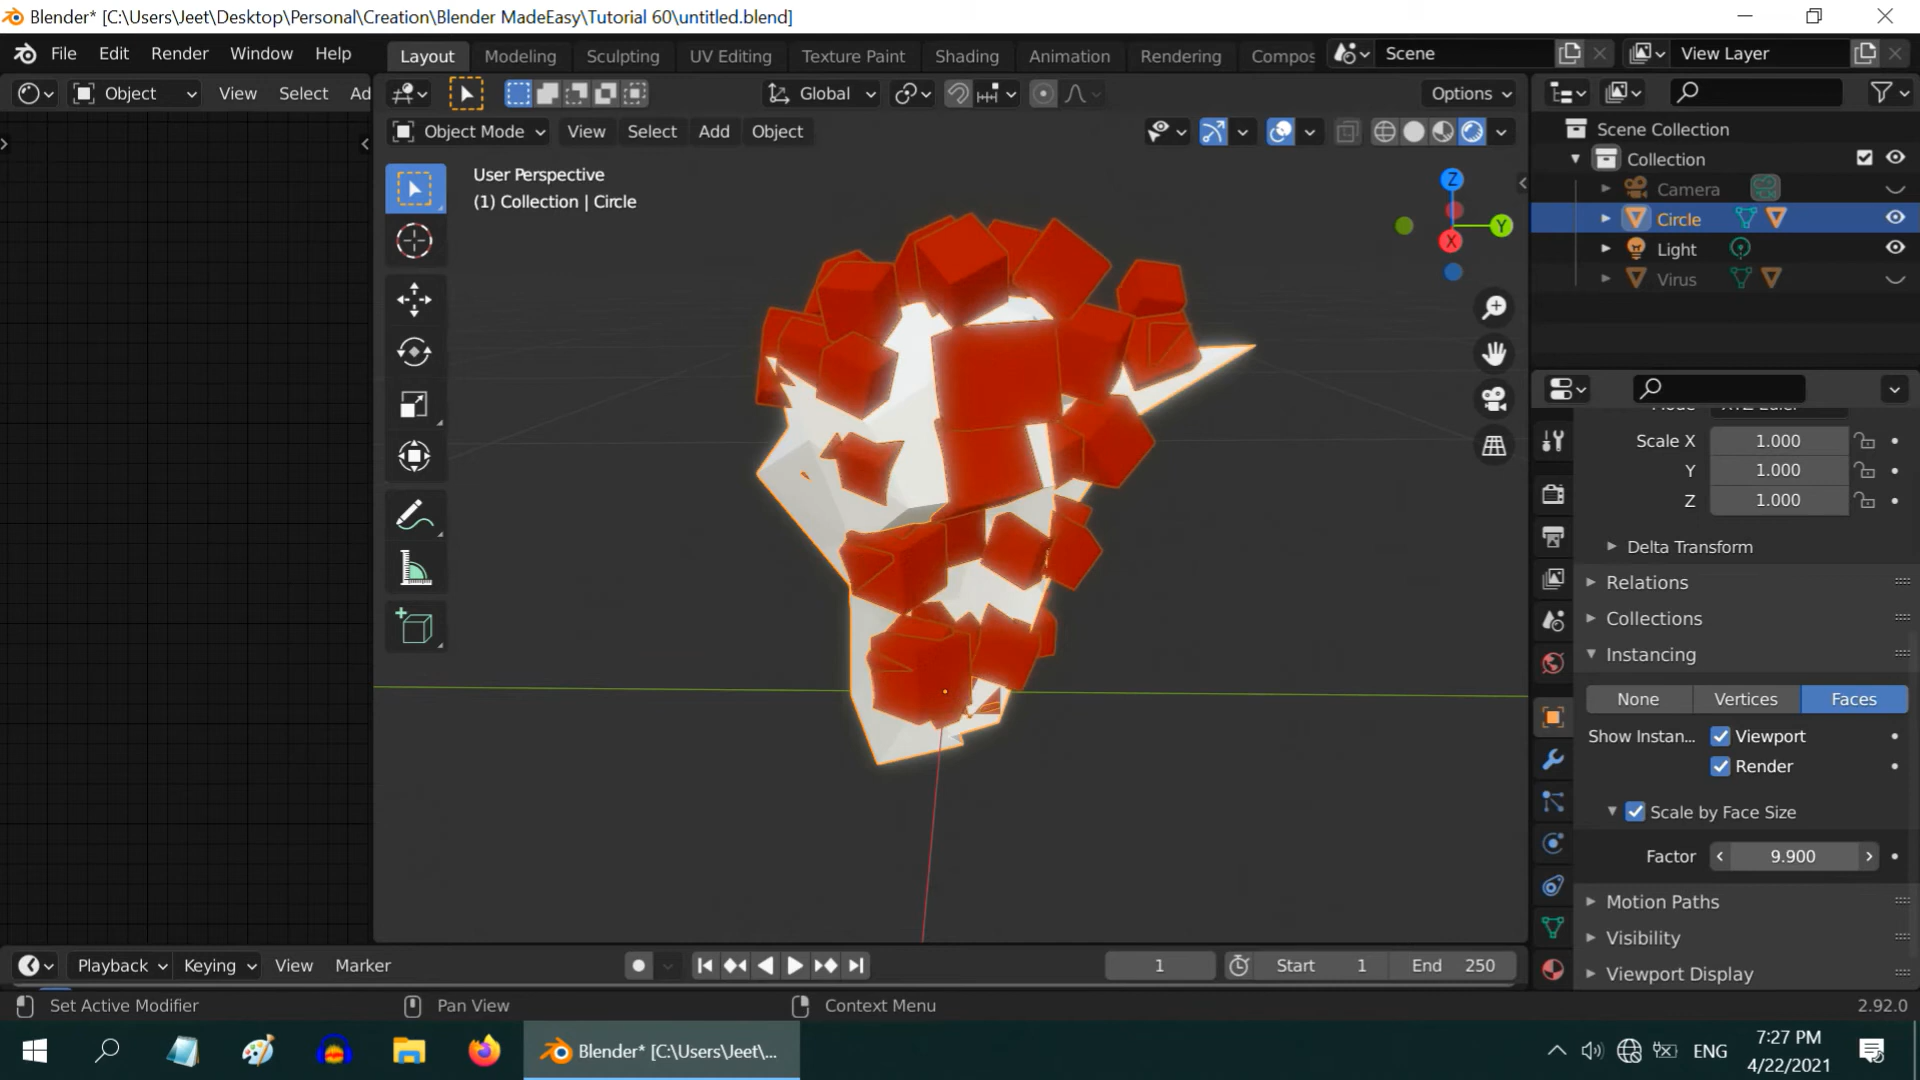 Blender* [C:\Users\Jeet\Desktop\Personal\Creation\Blender MadeEasy\Tutorial 60\untitled.blend]
File Edit Render Window Help Layout Modeling Sculpting UV Editing Texture Paint Shading Animation Rendering Compos Scene View Layer
Object View Select Ad Global Options
Object Mode View Select Add Object
User Perspective
(1) Collection | Circle
Z
Y
X
Scene Collection
Collection
Camera
Circle
Light
Virus
Scale X 1.000
Y 1.000
Z 1.000
Delta Transform
Relations
Collections
Instancing
None Vertices Faces
Show Instan... Viewport
Render
Scale by Face Size
Factor 9.900
Motion Paths
Visibility
Viewport Display
Playback Keying View Marker 1 Start 1 End 250
Set Active Modifier Pan View Context Menu 2.92.0
Blender* [C:\Users\Jeet\... ENG 7:27 PM
4/22/2021